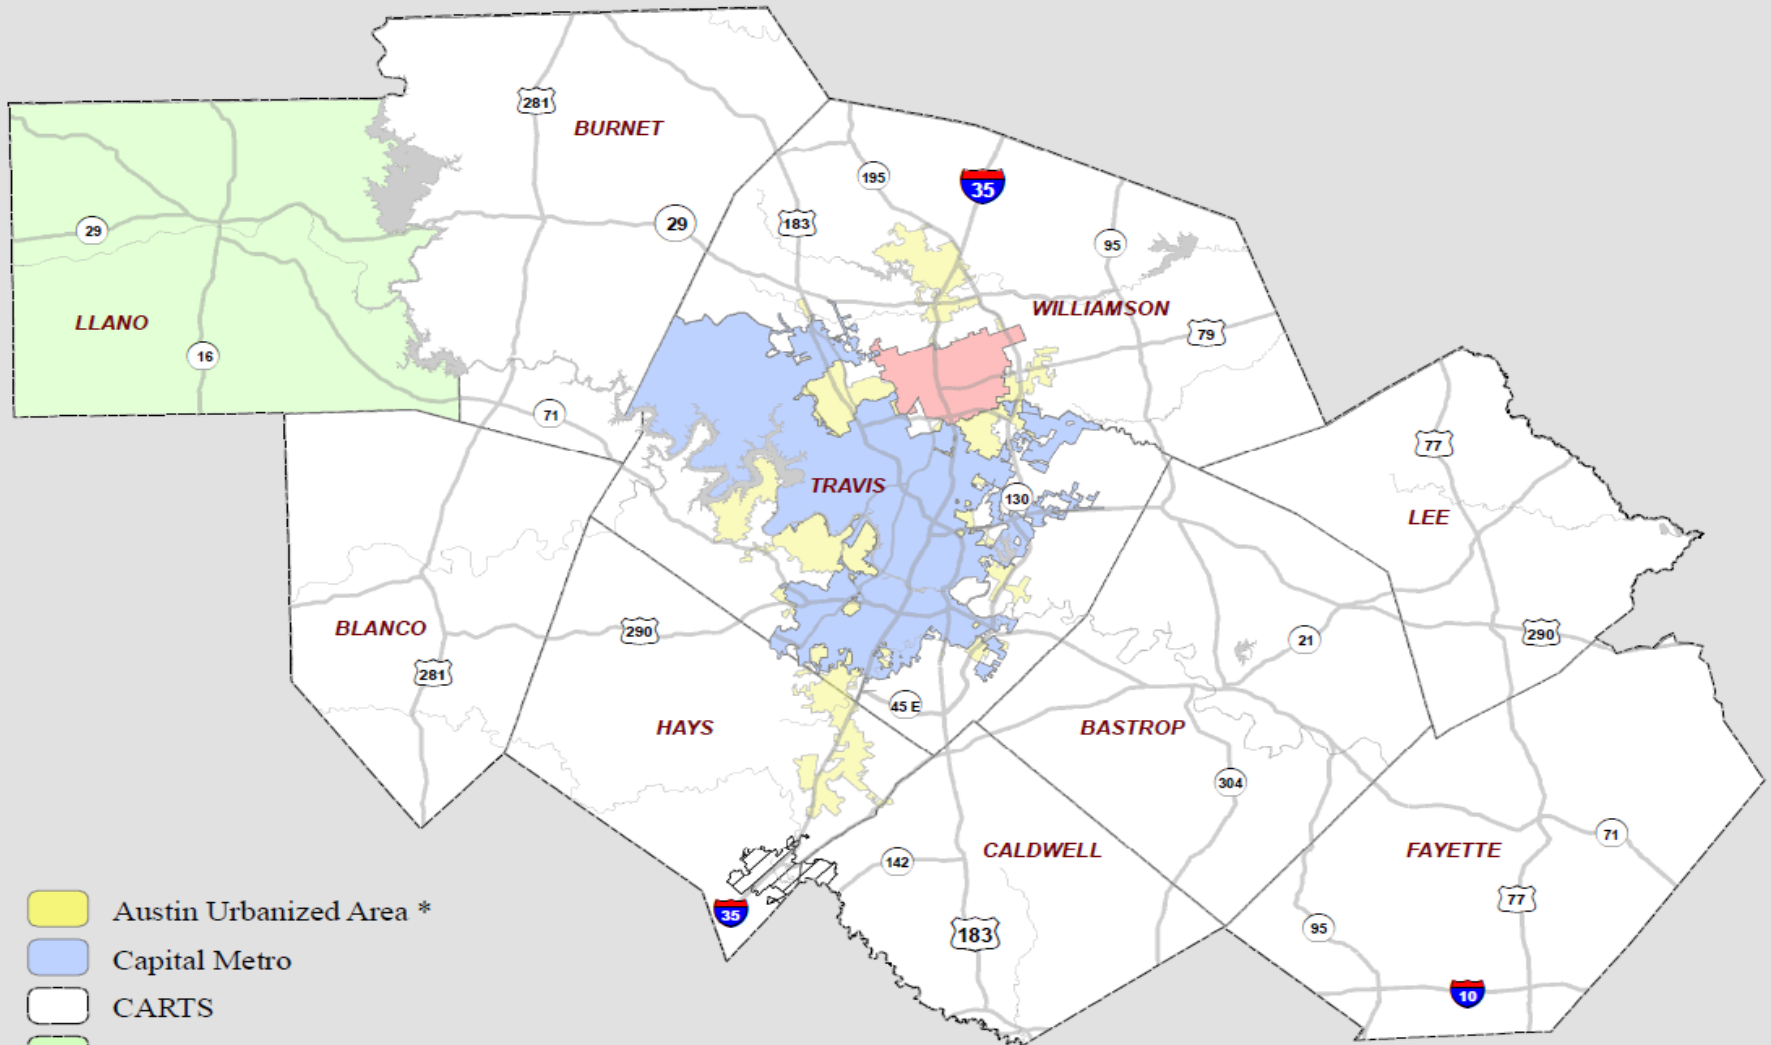 281
BURNET
195
35
29
183
29
95
LLANO
WILLIAMSON
79
16
71
77
TRAVIS
130
LEE
BLANCO
290
21
290
281
45 E
HAYS
BASTROP
304
71
142
CALDWELL
FAYETTE
77
35
183
95
10
Austin Urbanized Area *
Capital Metro
CARTS